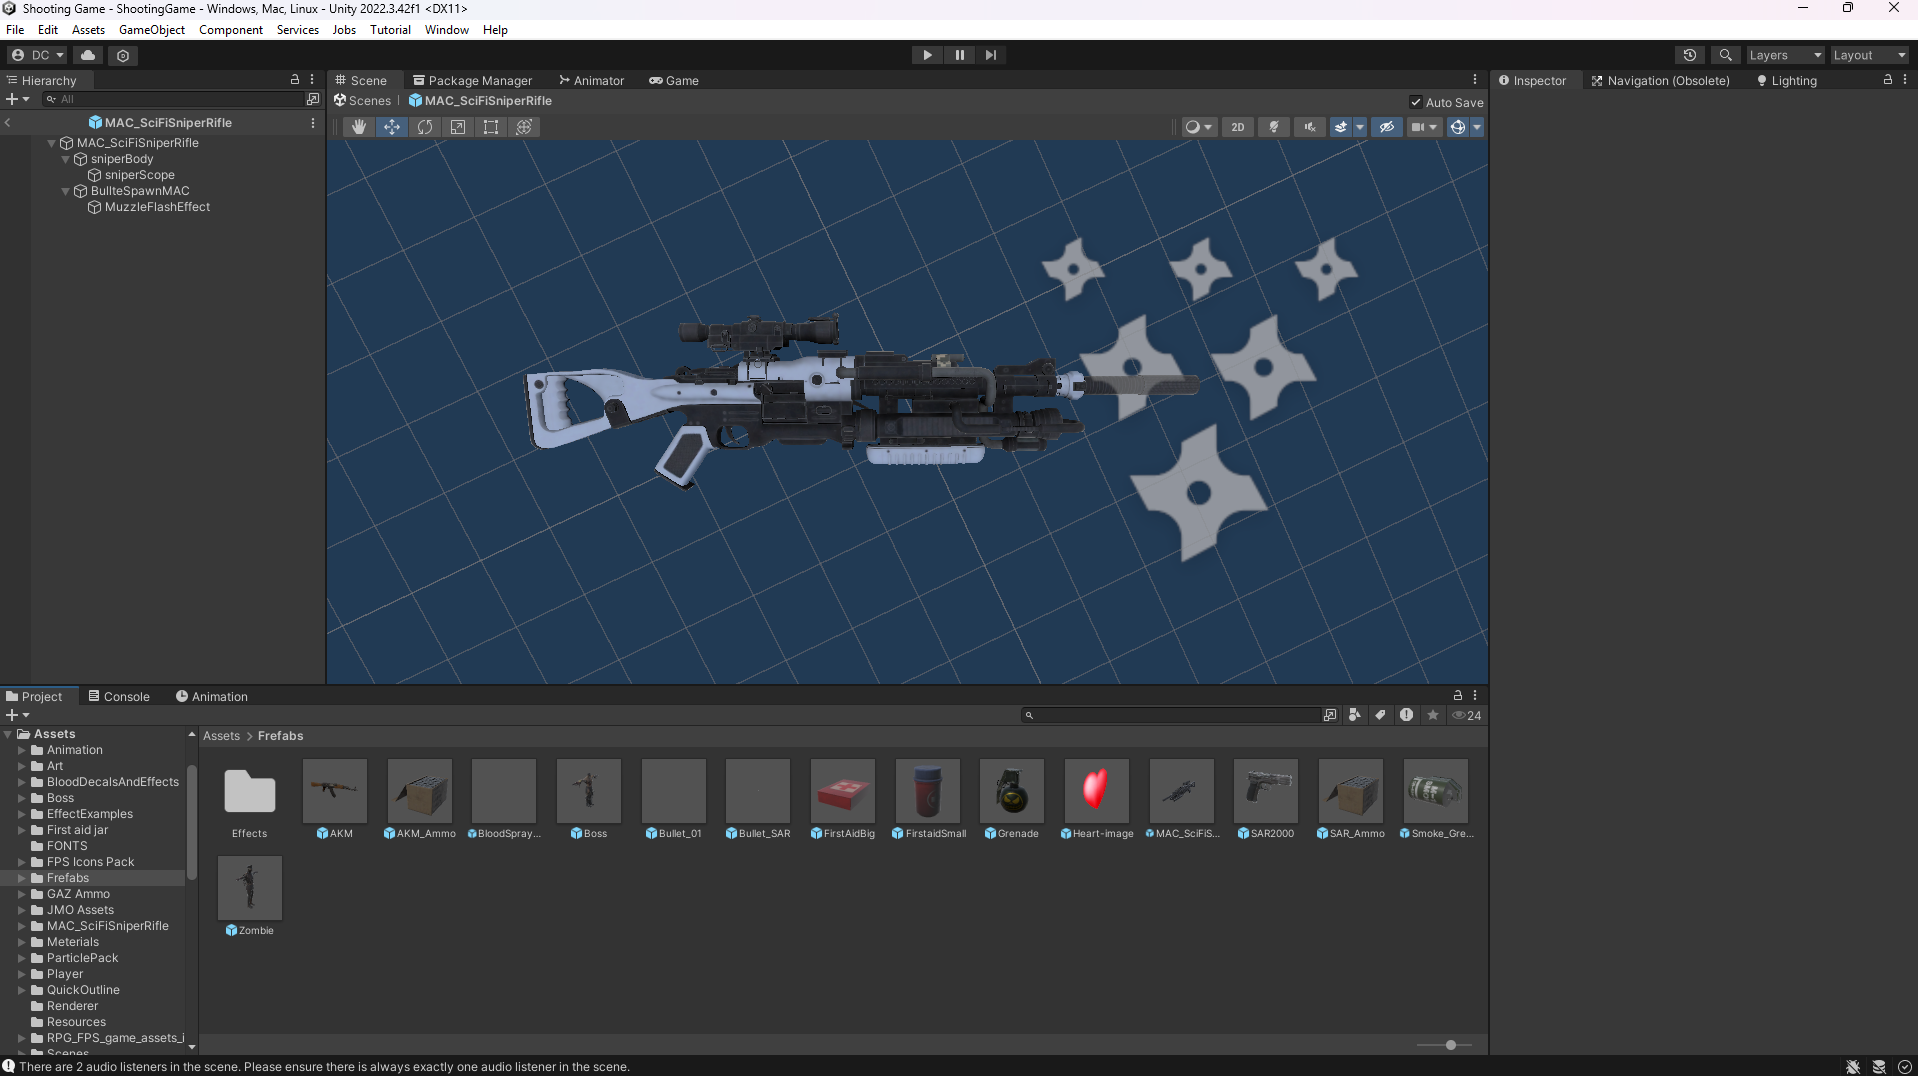 Shooting Game - ShootingGame - Windows, Mac, Linux - Unity 2022.3.42f1 <DX11>
File Edit Assets GameObject Component Services Jobs Tutorial Window Help
DC Layers Layout
Hierarchy
All
MAC_SciFiSniperRifle
MAC_SciFiSniperRifle
sniperBody
sniperScope
BullteSpawnMAC
MuzzleFlashEffect
Scene Package Manager Animator Game
Scenes | MAC_SciFiSniperRifle Auto Save
2D
Inspector Navigation (Obsolete) Lighting
Project Console Animation
24
Assets
Animation
Art
BloodDecalsAndEffects
Boss
EffectExamples
First aid jar
FONTS
FPS Icons Pack
Frefabs
GAZ Ammo
JMO Assets
MAC_SciFiSniperRifle
Meterials
ParticlePack
Player
QuickOutline
Renderer
Resources
RPG_FPS_game_assets_i
Scenes
Assets > Frefabs
Effects AKM AKM_Ammo BloodSpray... Boss Bullet_01 Bullet_SAR FirstAidBig FirstaidSmall Grenade Heart-image MAC_SciFiS... SAR2000 SAR_Ammo Smoke_Gre...
Zombie
There are 2 audio listeners in the scene. Please ensure there is always exactly one audio listener in the scene.